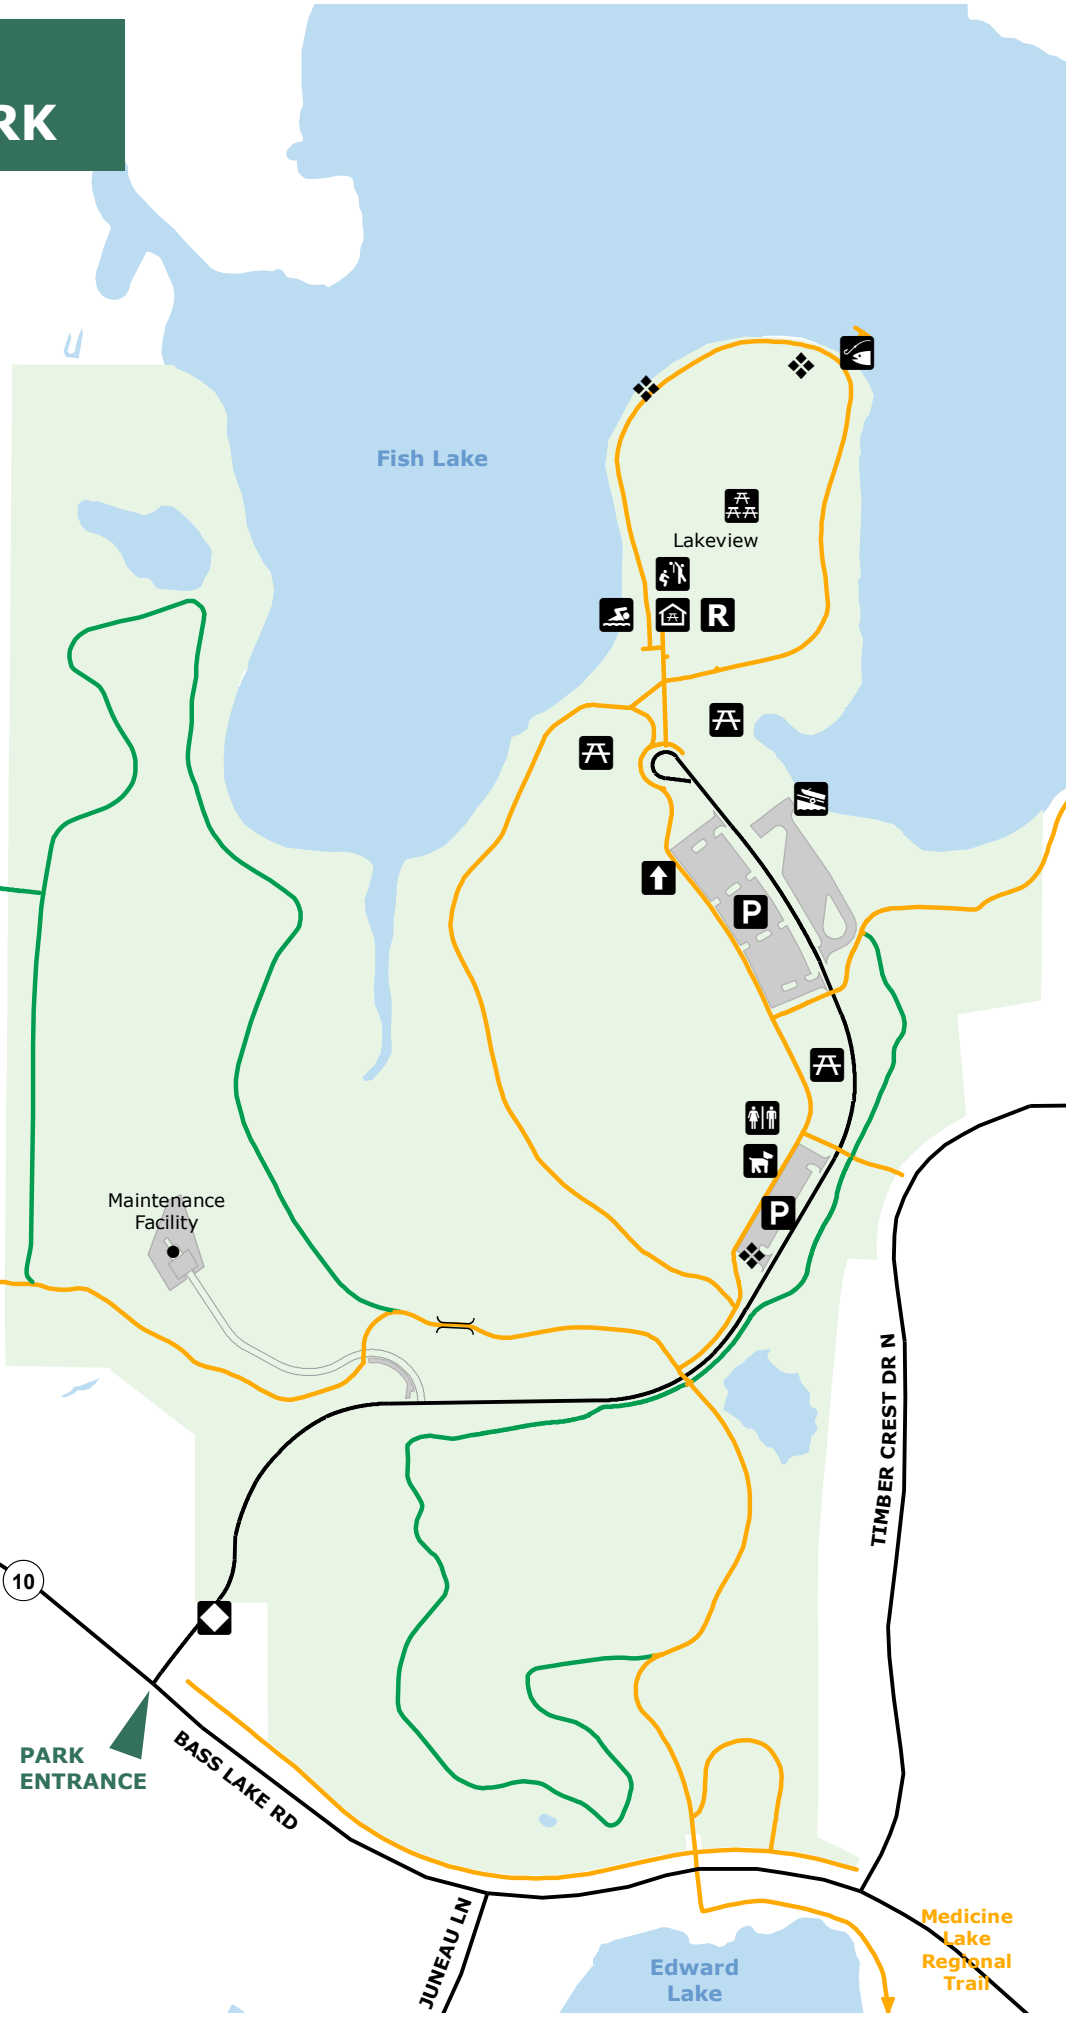 RK
Fish Lake
Lakeview
R
P
P
Maintenance
Facility
TIMBER CREST DR N
10
PARK
ENTRANCE
BASS LAKE RD
JUNEAU LN
Medicine
Lake
Regional
Trail
Edward
Lake